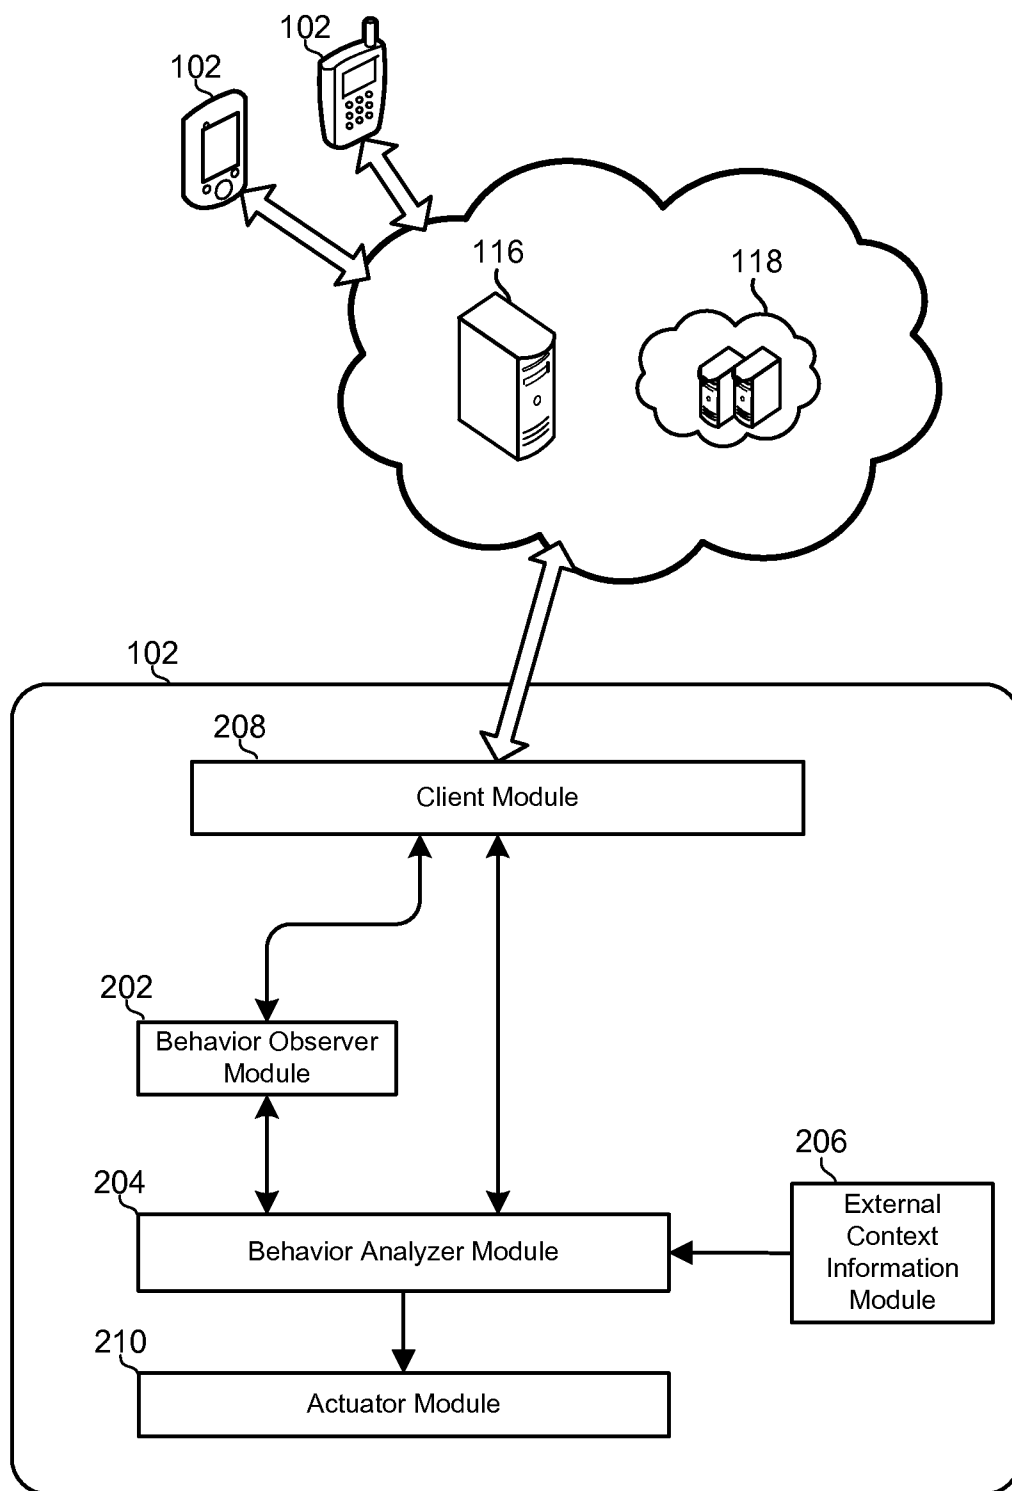 102
102
116
118
102
208
Client Module
202
Behavior Observer
Module
204
Behavior Analyzer Module
206
External
Context
Information
Module
210
Actuator Module